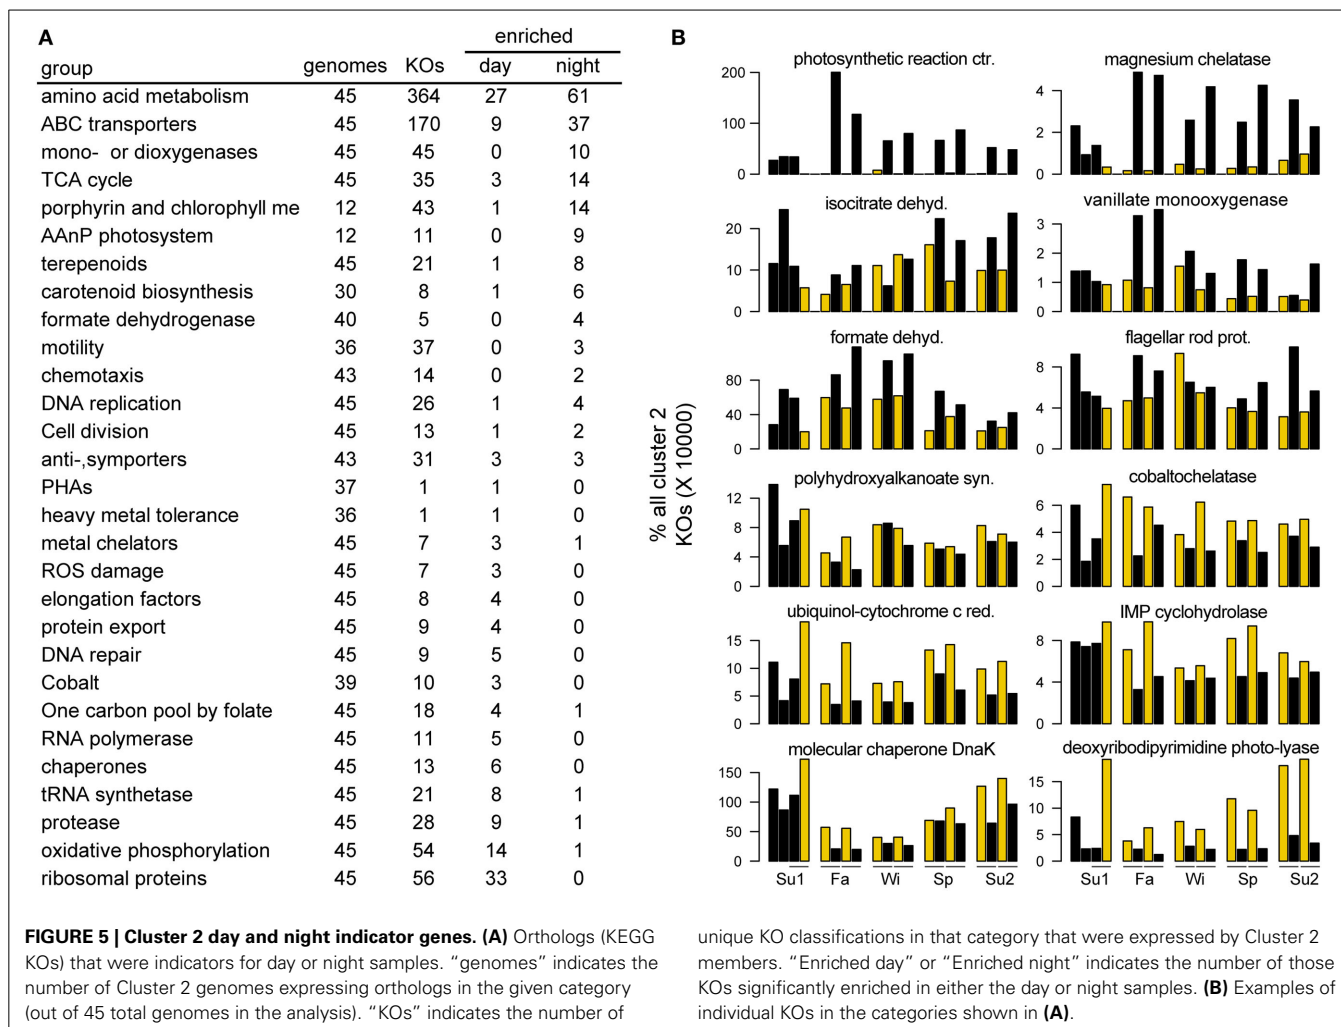 A
enriched
group genomes KOs day night
amino acid metabolism 45 364 27 61
ABC transporters 45 170 9 37
mono- or dioxygenases 45 45 0 10
TCA cycle 45 35 3 14
porphyrin and chlorophyll me 12 43 1 14
AAnP photosystem 12 11 0 9
terepenoids 45 21 1 8
carotenoid biosynthesis 30 8 1 6
formate dehydrogenase 40 5 0 4
motility 36 37 0 3
chemotaxis 43 14 0 2
DNA replication 45 26 1 4
Cell division 45 13 1 2
anti-,symporters 43 31 3 3
PHAs 37 1 1 0
heavy metal tolerance 36 1 1 0
metal chelators 45 7 3 1
ROS damage 45 7 3 0
elongation factors 45 8 4 0
protein export 45 9 4 0
DNA repair 45 9 5 0
Cobalt 39 10 3 0
One carbon pool by folate 45 18 4 1
RNA polymerase 45 11 5 0
chaperones 45 13 6 0
tRNA synthetase 45 21 8 1
protease 45 28 9 1
oxidative phosphorylation 45 54 14 1
ribosomal proteins 45 56 33 0
B
% all cluster 2
KOs (X 10000)
photosynthetic reaction ctr.
200
100
0
magnesium chelatase
4
2
0
isocitrate dehyd.
20
10
0
vanillate monooxygenase
3
2
1
0
formate dehyd.
80
40
0
flagellar rod prot.
8
4
0
polyhydroxyalkanoate syn.
12
8
4
0
cobaltochelatase
6
4
2
0
ubiquinol-cytochrome c red.
15
10
5
0
IMP cyclohydrolase
8
4
0
molecular chaperone DnaK
150
100
50
0
Su1 Fa Wi Sp Su2
deoxyribodipyrimidine photo-lyase
15
10
5
0
Su1 Fa Wi Sp Su2
FIGURE 5 | Cluster 2 day and night indicator genes. (A) Orthologs (KEGG
KOs) that were indicators for day or night samples. “genomes” indicates the
number of Cluster 2 genomes expressing orthologs in the given category
(out of 45 total genomes in the analysis). “KOs” indicates the number of
unique KO classifications in that category that were expressed by Cluster 2
members. “Enriched day” or “Enriched night” indicates the number of those
KOs significantly enriched in either the day or night samples. (B) Examples of
individual KOs in the categories shown in (A).